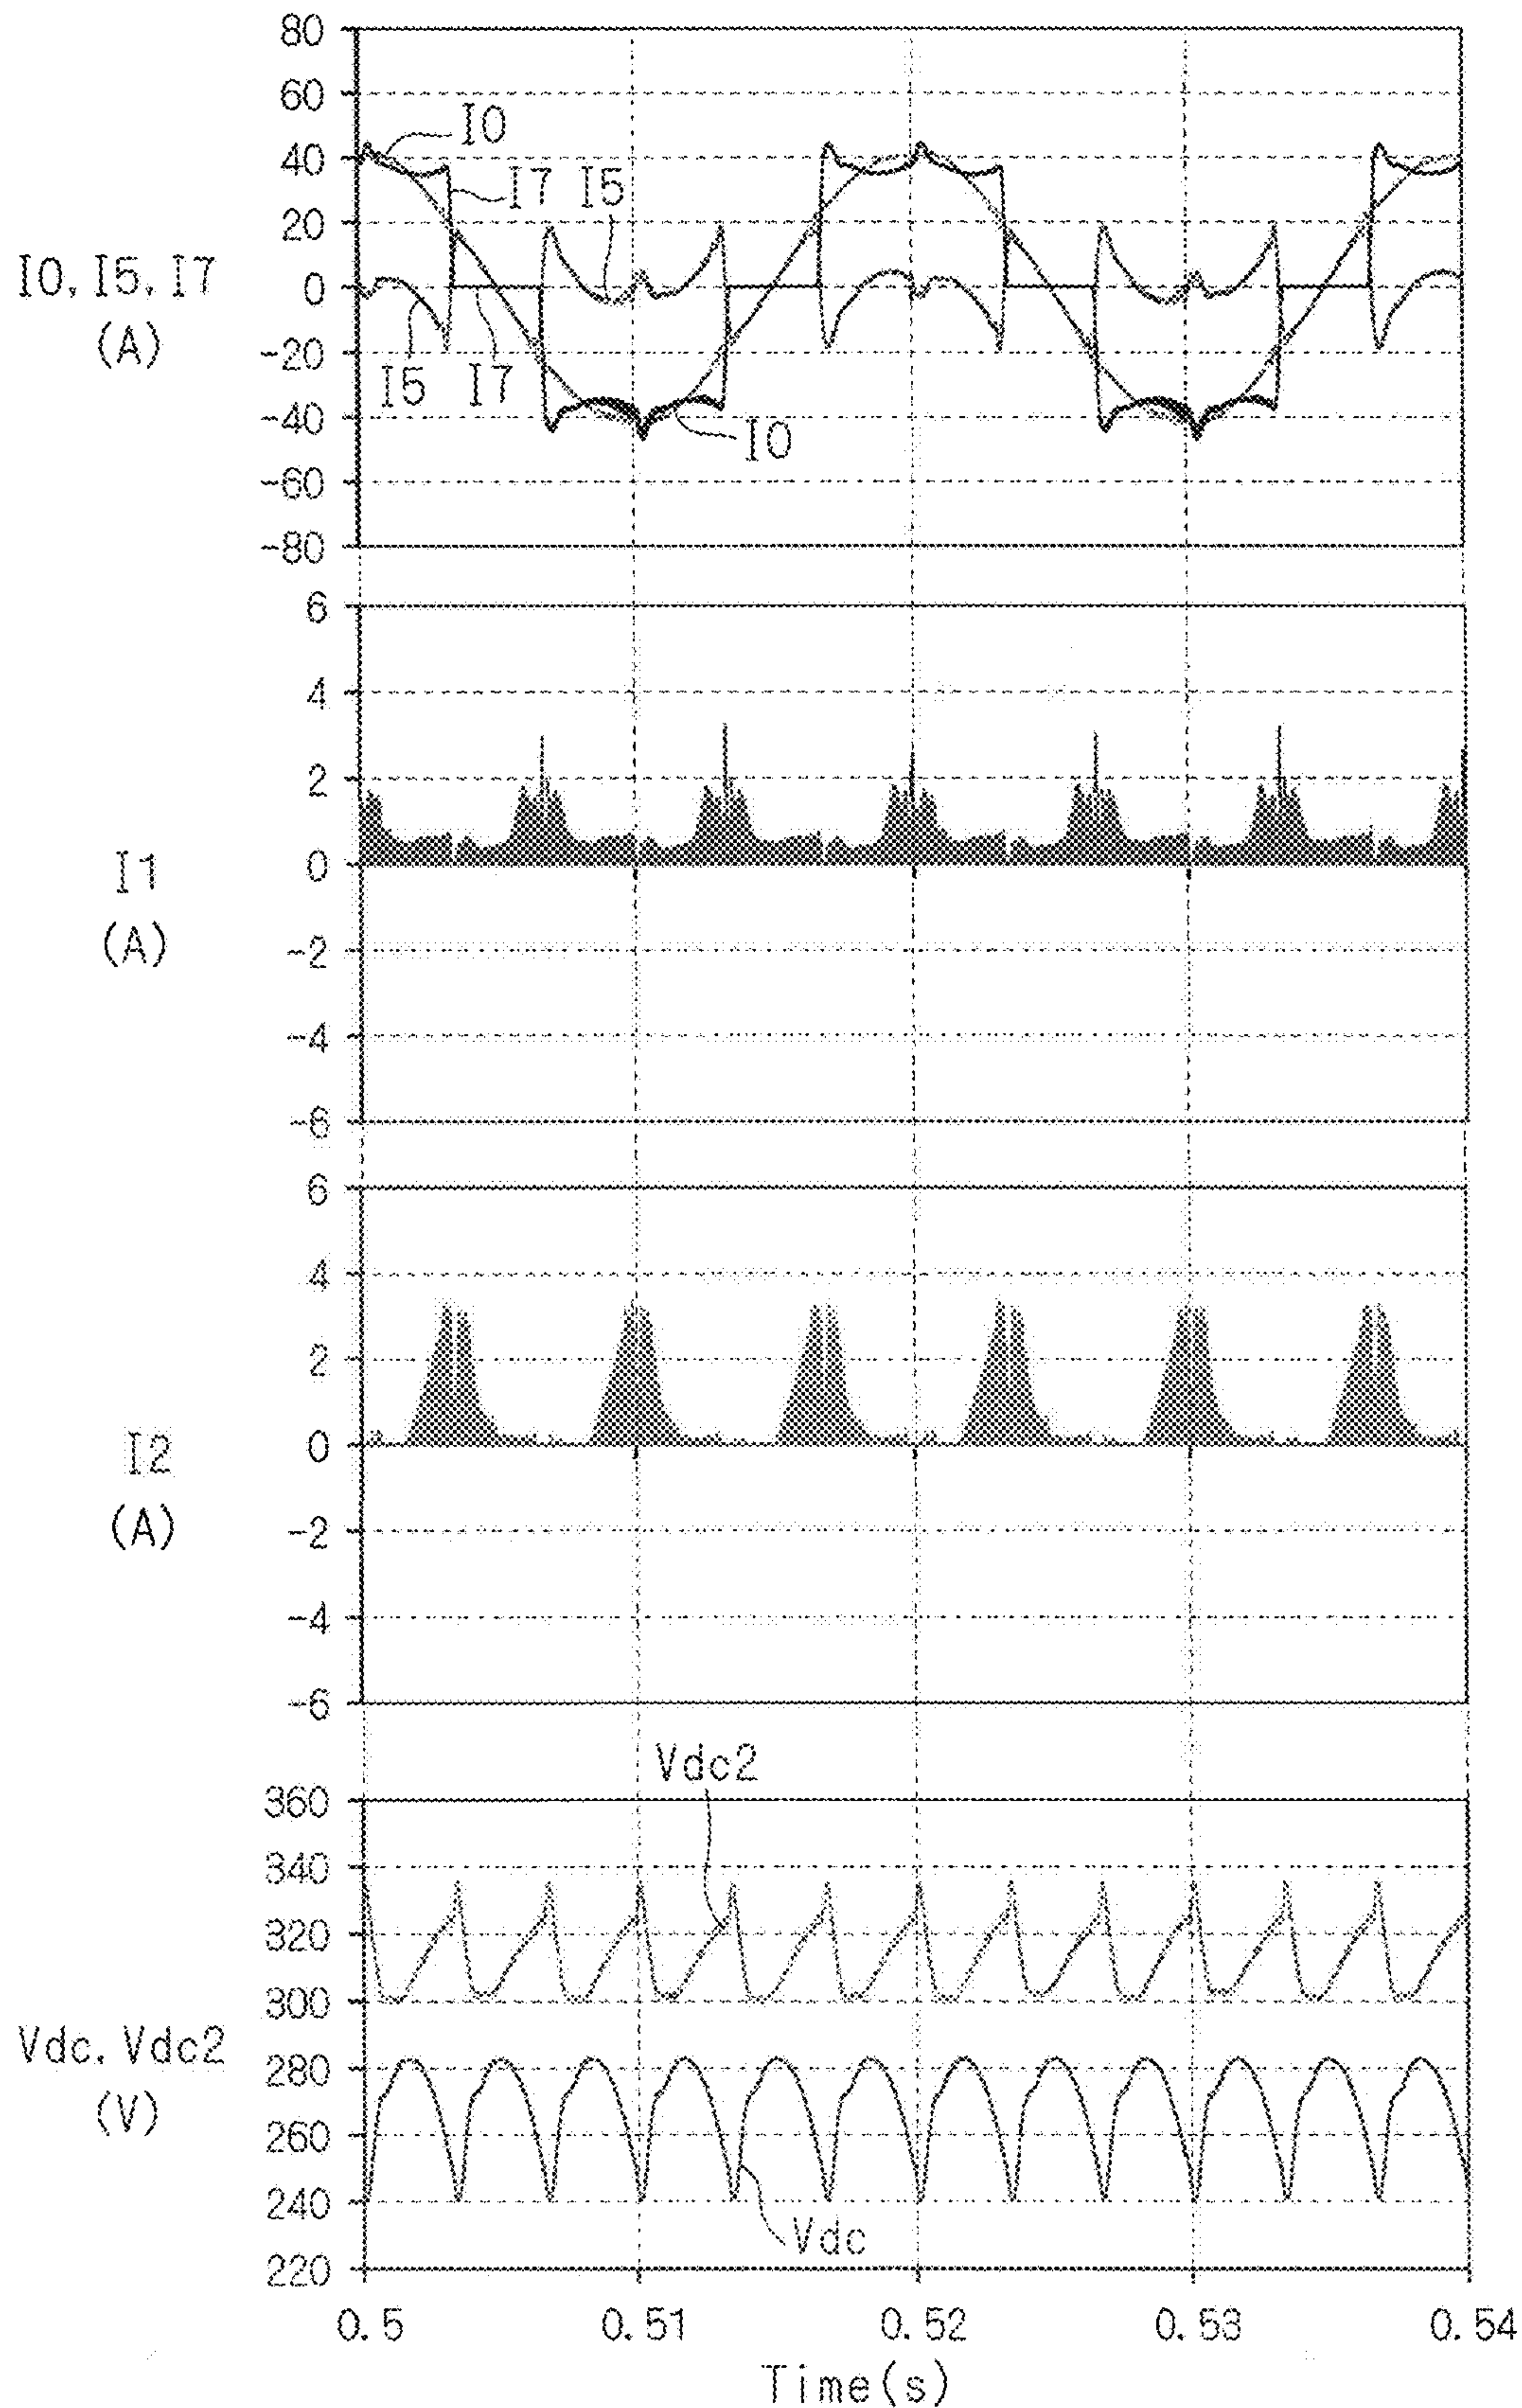 80
60
I0
40
I7 I5
20
I0, I5, I7
0
(A)
-20
I5 I7
-40
I0
-60
-80
6
4
2
I1
0
(A)
-2
-4
-6
6
4
2
I2
0
(A)
-2
-4
-6
Vdc2
360
340
320
300
Vdc, Vdc2
280
(V)
260
240
Vdc
220
0.5 0.51 0.52 0.53 0.54
Time(s)